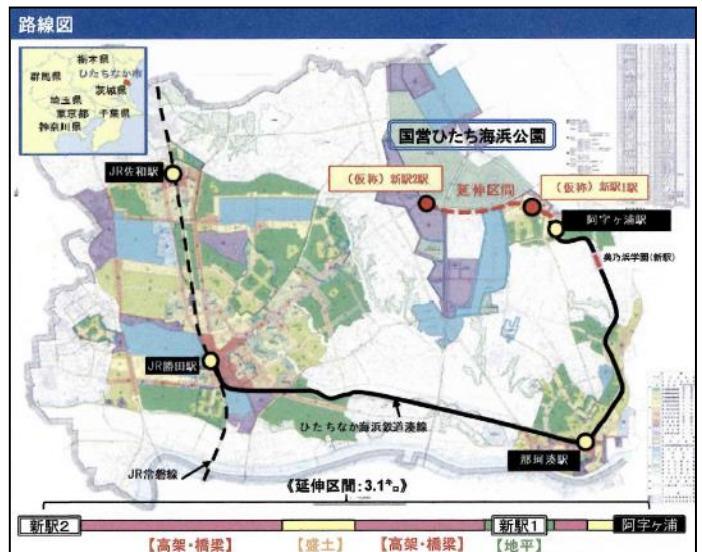 路線図
栃木県
ひたちなか市
群馬県
茨城県
埼玉県
東京都 千葉県
神奈川県
国営ひたち海浜公園
JR佐和駅
(仮称)新駅2駅
延伸区間
(仮称)新駅1駅
阿字ヶ浦駅
美乃浜学園(新駅)
JR勝田駅
ひたちなか海浜鉄道湊線
那珂湊駅
JR常磐線
《延伸区間:3.1㌔》
新駅2
新駅1
阿字ヶ浦
【高架・橋梁】
【盛土】
【高架・橋梁】
【地平】